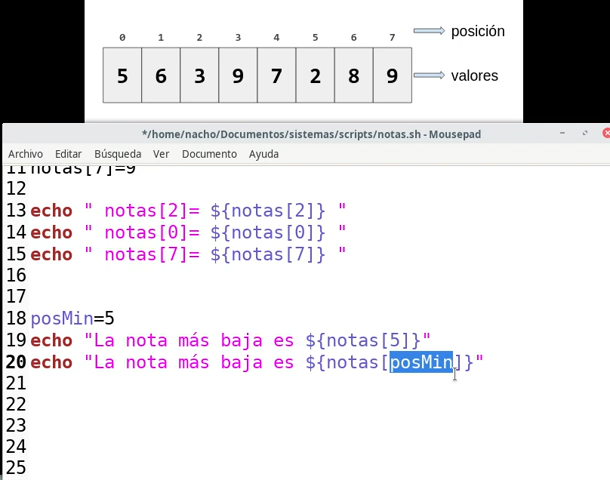 0 1 2 3 4 5 6 7 posición
5 6 3 9 7 2 8 9 valores
*/home/nacho/Documentos/sistemas/scripts/notas.sh - Mousepad
Archivo Editar Búsqueda Ver Documento Ayuda
11 notas[7]=9
12
13 echo " notas[2]= ${notas[2]} "
14 echo " notas[0]= ${notas[0]} "
15 echo " notas[7]= ${notas[7]} "
16
17
18 posMin=5
19 echo "La nota más baja es ${notas[5]}"
20 echo "La nota más baja es ${notas[posMin]}"
21
22
23
24
25